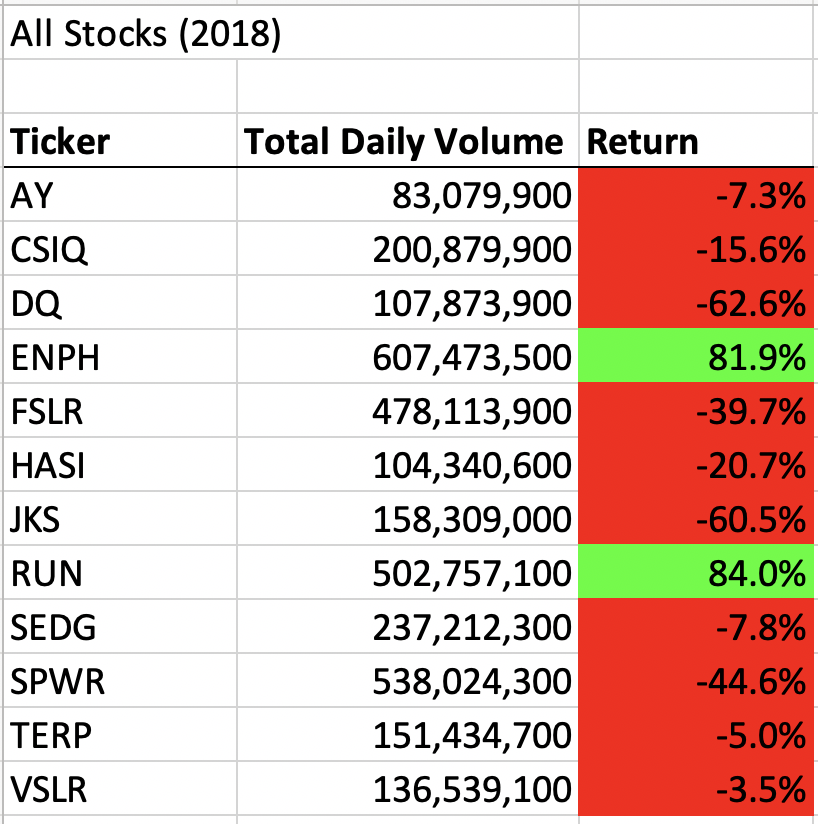 All Stocks (2018)
Ticker Total Daily Volume Return
AY 83,079,900 -7.3%
CSIQ 200,879,900 -15.6%
DQ 107,873,900 -62.6%
ENPH 607,473,500 81.9%
FSLR 478,113,900 -39.7%
HASI 104,340,600 -20.7%
JKS 158,309,000 -60.5%
RUN 502,757,100 84.0%
SEDG 237,212,300 -7.8%
SPWR 538,024,300 -44.6%
TERP 151,434,700 -5.0%
VSLR 136,539,100 -3.5%